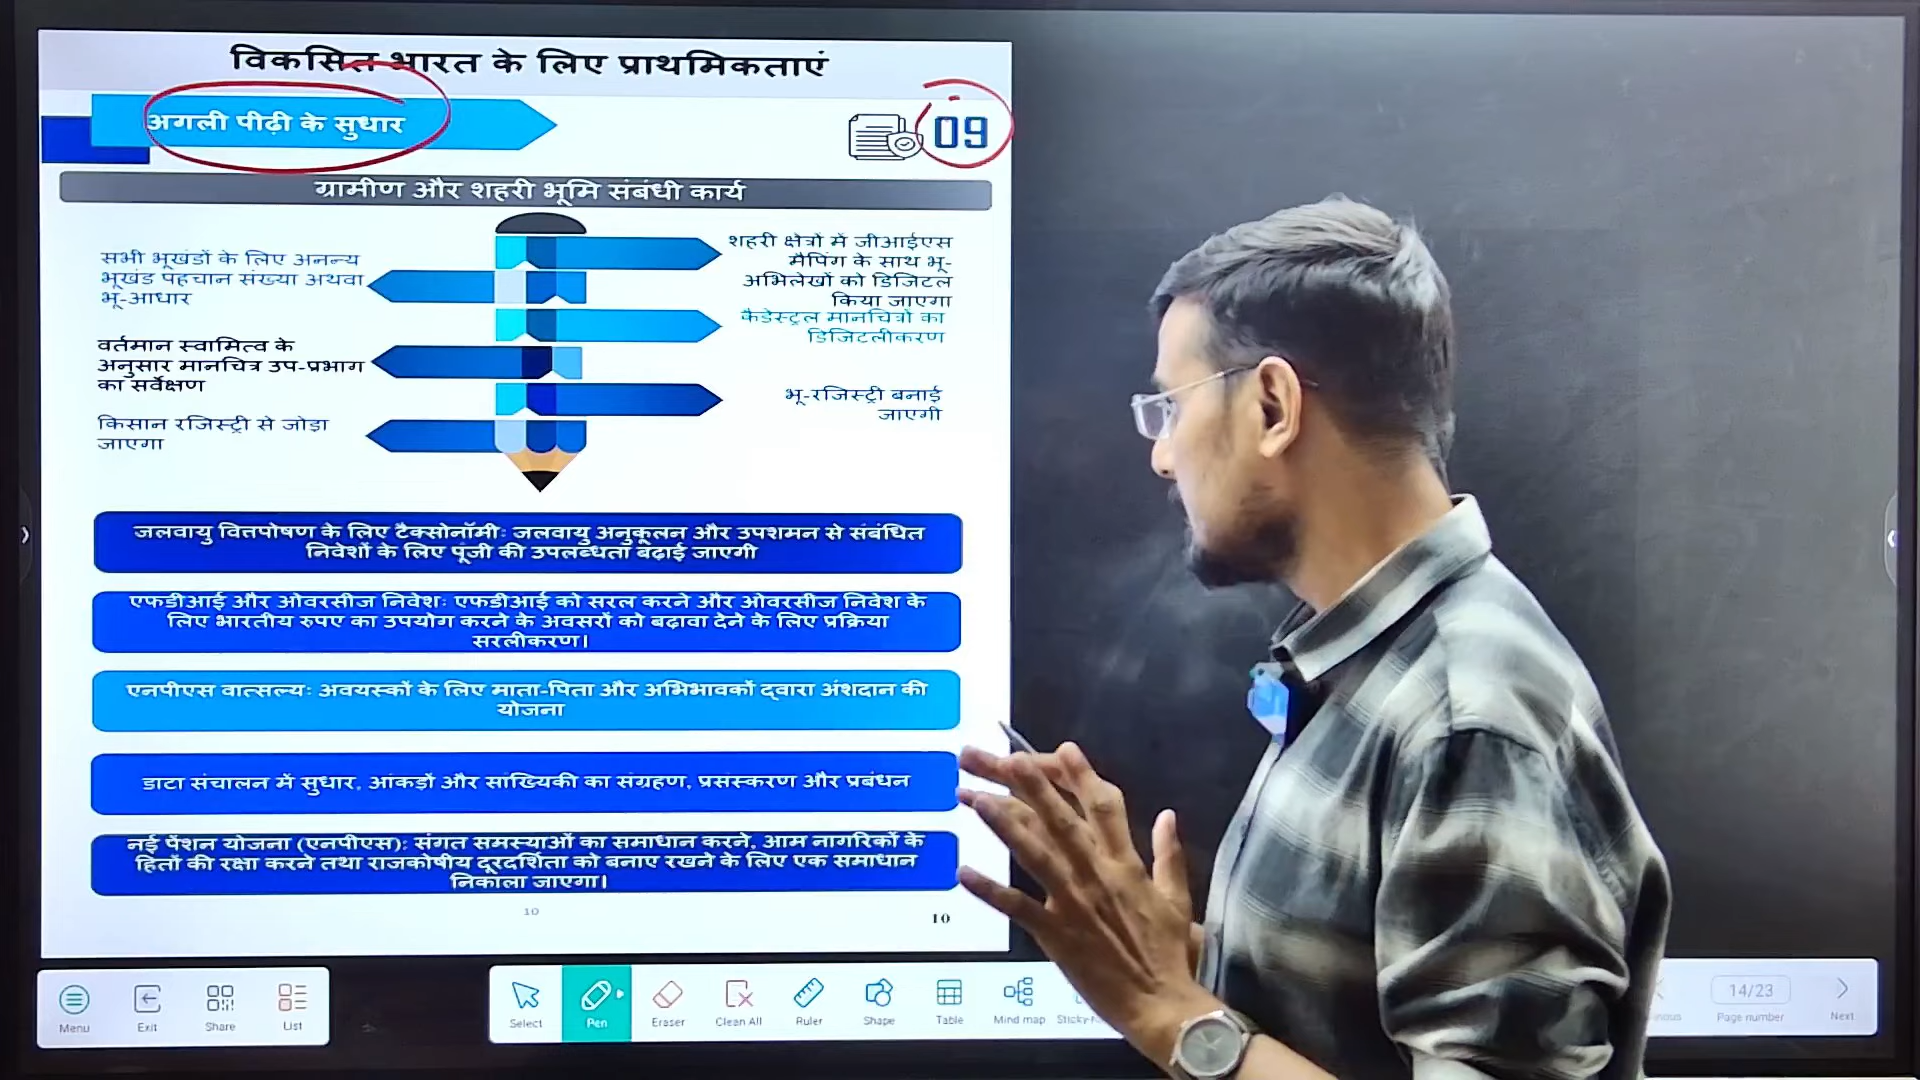 विकसित भारत के लिए प्राथमिकताएं
अगली पीढ़ी के सुधार
09
ग्रामीण और शहरी भूमि संबंधी कार्य
सभी भूखंडों के लिए अनन्य
भूखंड पहचान संख्या अथवा
भू-आधार
शहरी क्षेत्रों में जीआईएस
मैपिंग के साथ भू-
अभिलेखों को डिजिटल
किया जाएगा
कैडेस्ट्रल मानचित्रों का
डिजिटलीकरण
वर्तमान स्वामित्व के
अनुसार मानचित्र उप-प्रभाग
का सर्वेक्षण
भू-रजिस्ट्री बनाई
जाएगी
किसान रजिस्ट्री से जोड़ा
जाएगा
जलवायु वित्तपोषण के लिए टैक्सोनॉमी: जलवायु अनुकूलन और उपशमन से संबंधित
निवेशों के लिए पूंजी की उपलब्धता बढ़ाई जाएगी
एफडीआई और ओवरसीज निवेश: एफडीआई को सरल करने और ओवरसीज निवेश के
लिए भारतीय रुपए का उपयोग करने के अवसरों को बढ़ावा देने के लिए प्रक्रिया
सरलीकरण।
एनपीएस वात्सल्य: अवयस्कों के लिए माता-पिता और अभिभावकों द्वारा अंशदान की
योजना
डाटा संचालन में सुधार, आंकड़ों और सांख्यिकी का संग्रहण, प्रसंस्करण और प्रबंधन
नई पेंशन योजना (एनपीएस): संगत समस्याओं का समाधान करने, आम नागरिकों के
हितों की रक्षा करने तथा राजकोषीय दूरदर्शिता को बनाए रखने के लिए एक समाधान
निकाला जाएगा।
10
10
Menu Exit Share List
Select Pen Eraser Clean All Ruler Shape Table Mind map
14/23
Page number Next